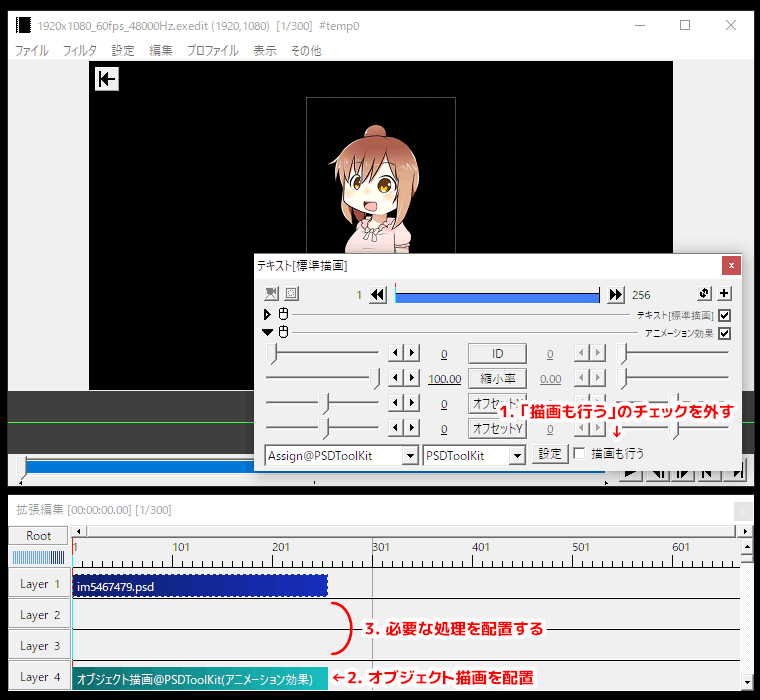 1920x1080_60fps_48000Hz.exedit (1920,1080) [1/300] #temp0
ファイル フィルタ 設定 編集 プロファイル 表示 その他
テキスト[標準描画]
1 256
テキスト[標準描画]
アニメーション効果
0 ID 0
100.00 縮小率 0.00
0 オフセットX 0
1.「描画も行う」のチェックを外す
↓
0 オフセットY 0
Assign@PSDToolKit PSDToolKit 設定 描画も行う
拡張編集 [00:00:00.00] [1/300]
Root
1 101 201 301 401 501 601
Layer 1 im5467479.psd
Layer 2
3. 必要な処理を配置する
Layer 3
Layer 4 オブジェクト描画@PSDToolKit(アニメーション効果) ←2. オブジェクト描画を配置